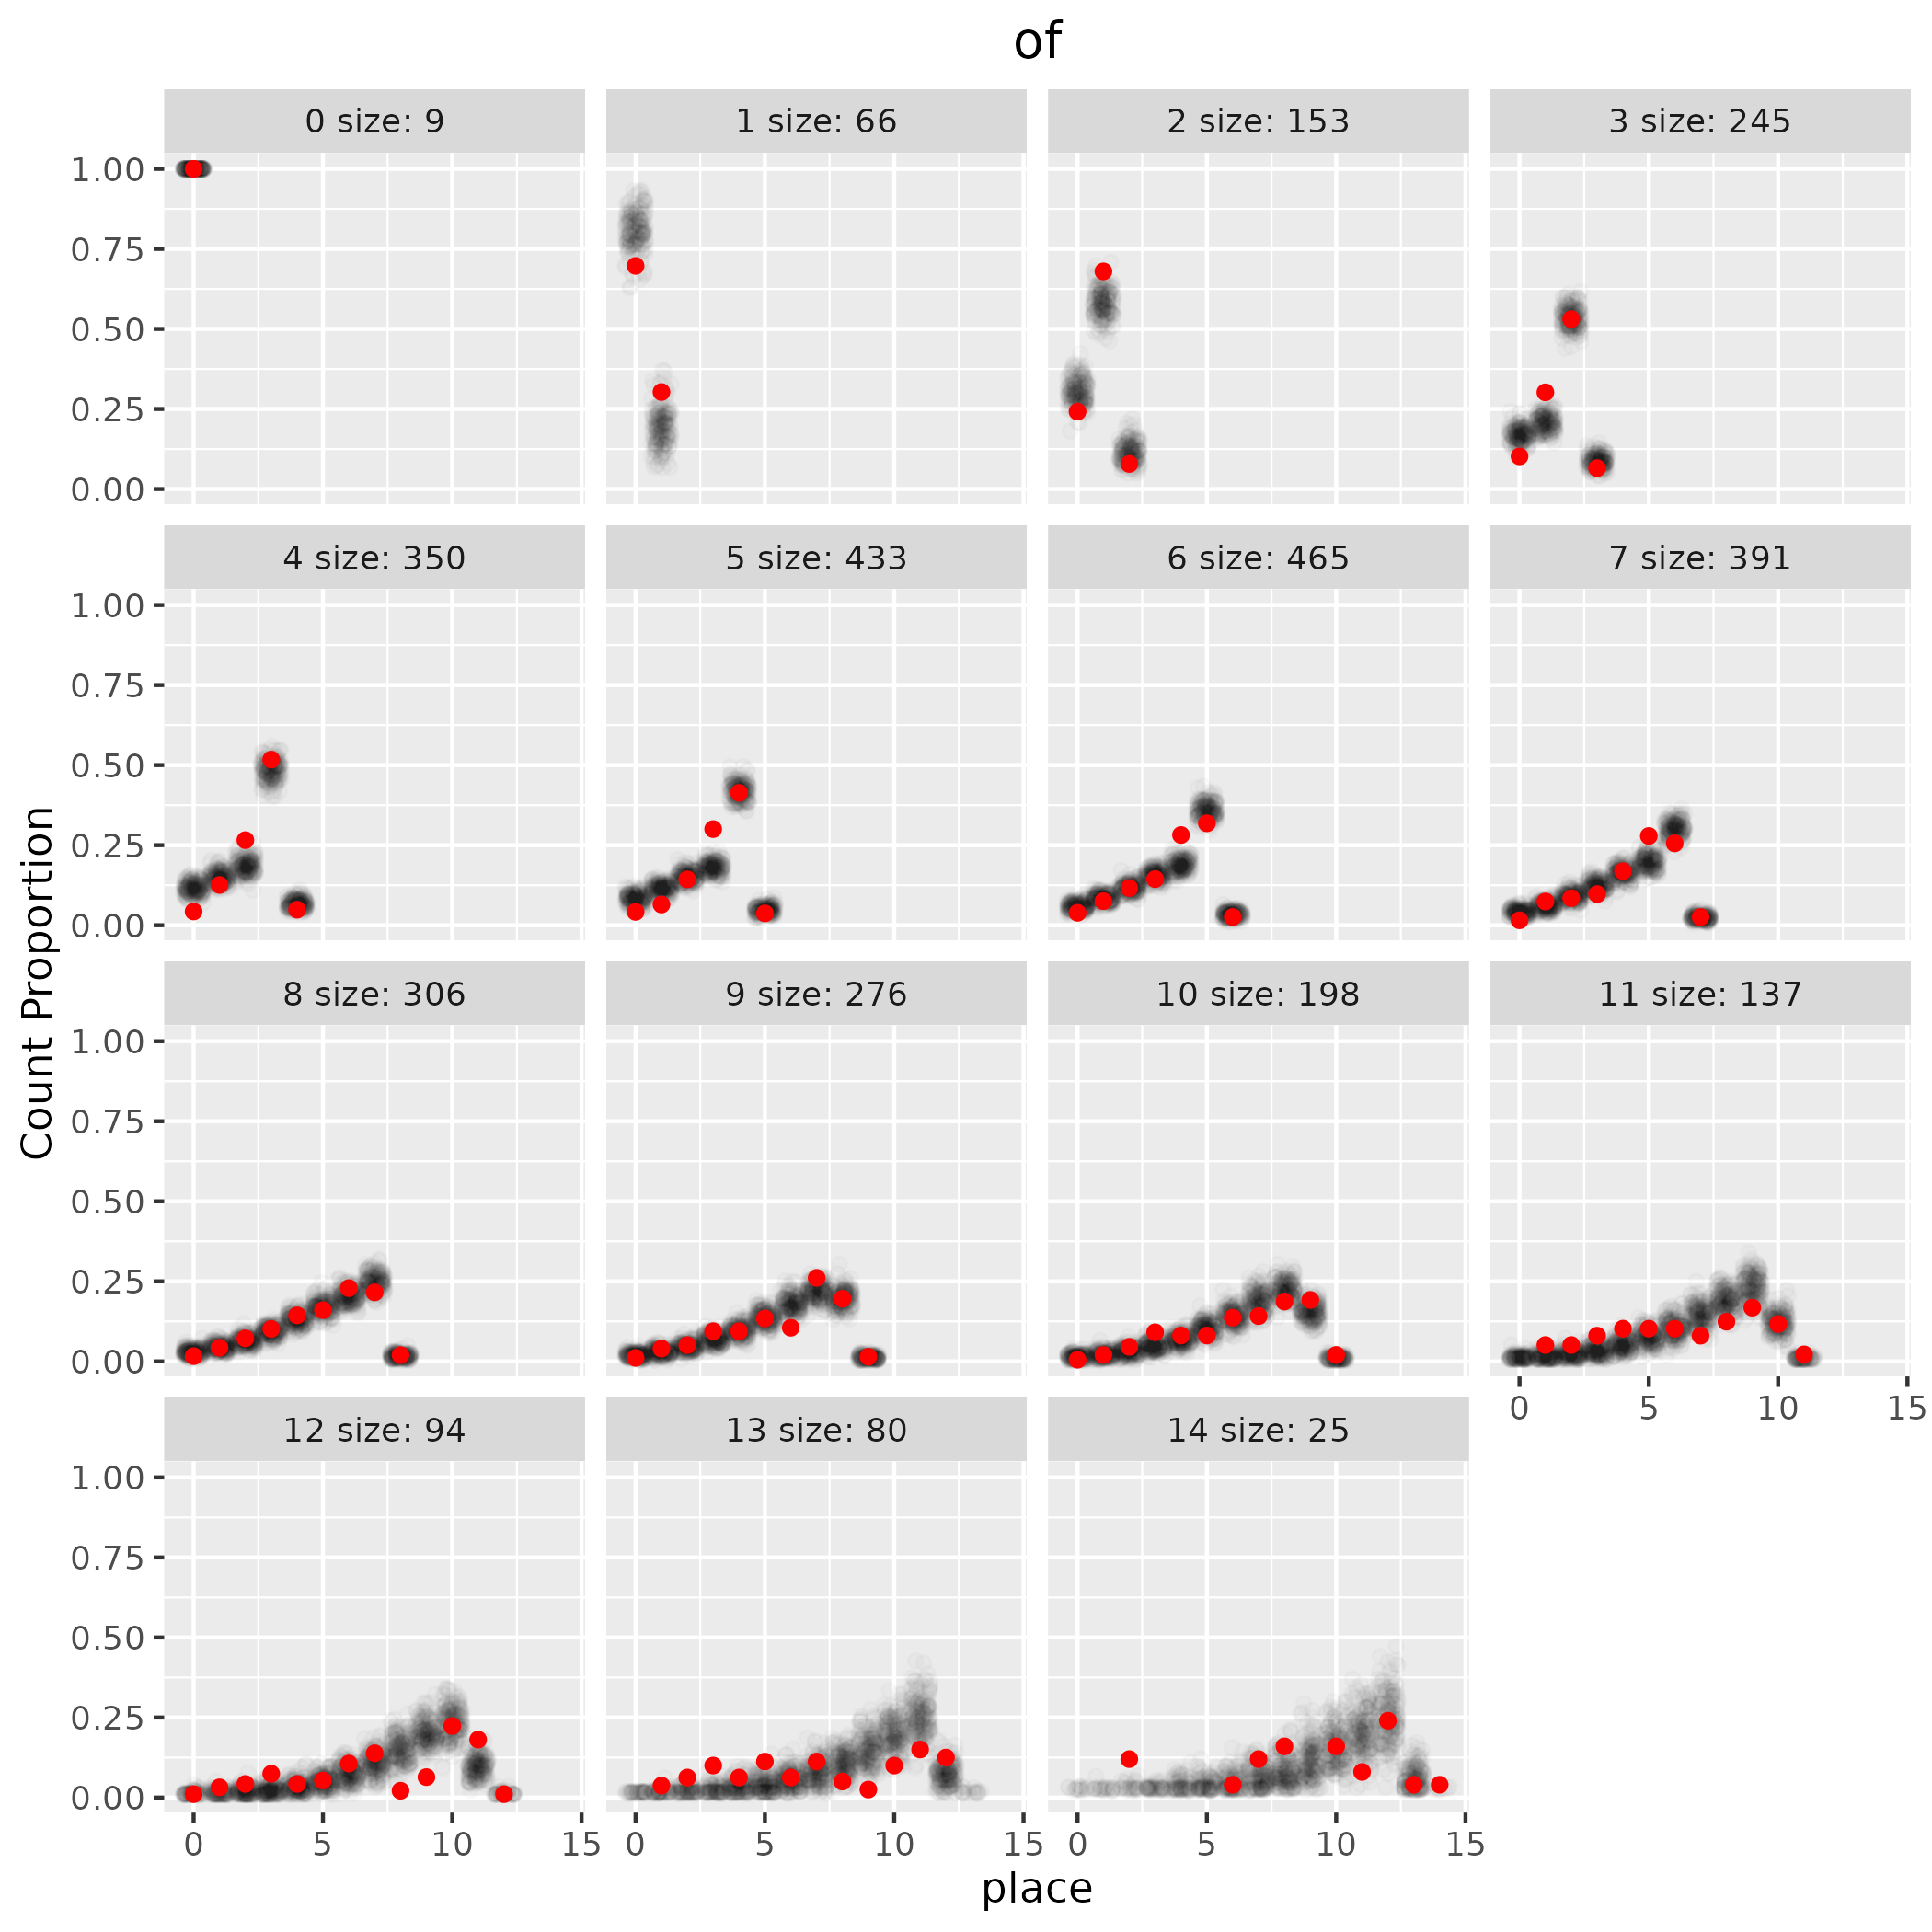 of
0 size: 9
1 size: 66
2 size: 153
3 size: 245
1.00
0.75
0.50
0.25
0.00
4 size: 350
5 size: 433
6 size: 465
7 size: 391
1.00
0.75
0.50
0.25
0.00
Count Proportion
8 size: 306
9 size: 276
10 size: 198
11 size: 137
1.00
0.75
0.50
0.25
0.00
0 5 10 15
12 size: 94
13 size: 80
14 size: 25
1.00
0.75
0.50
0.25
0.00
0 5 10 15
0 5 10 15
0 5 10 15
place